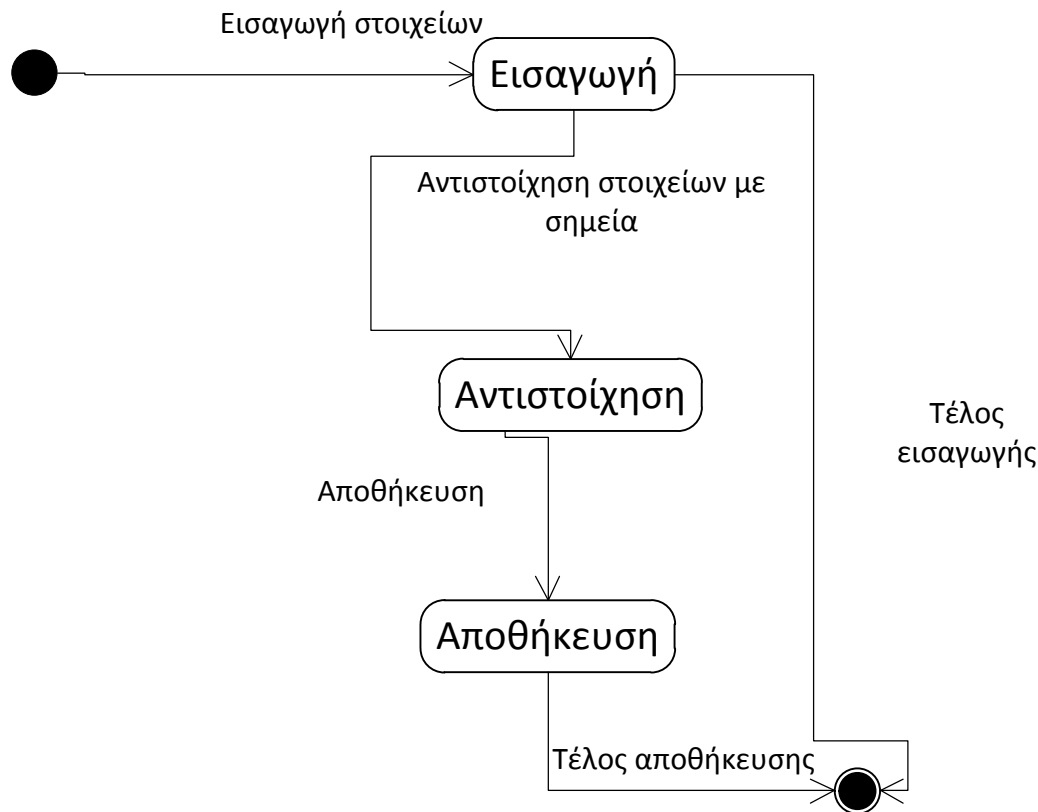 Εισαγωγή στοιχείων
Εισαγωγή
Αντιστοίχηση στοιχείων με
σημεία
Αντιστοίχηση
Τέλος
εισαγωγής
Αποθήκευση
Αποθήκευση
Τέλος αποθήκευσης